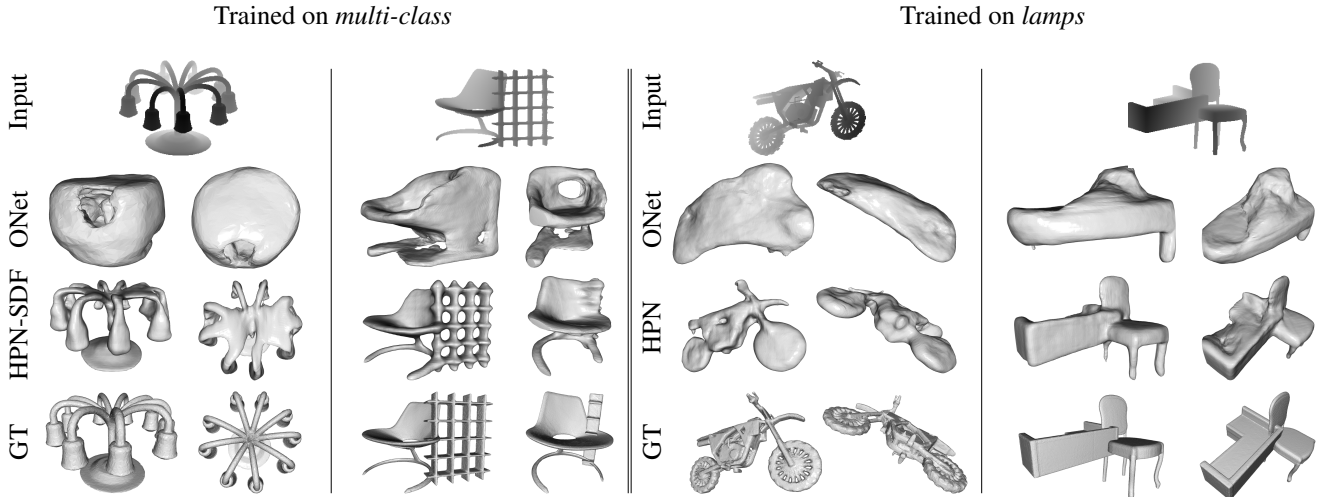 Trained on multi-class
Trained on lamps
Input
Input
ONet
ONet
HPN-SDF
HPN
GT
GT